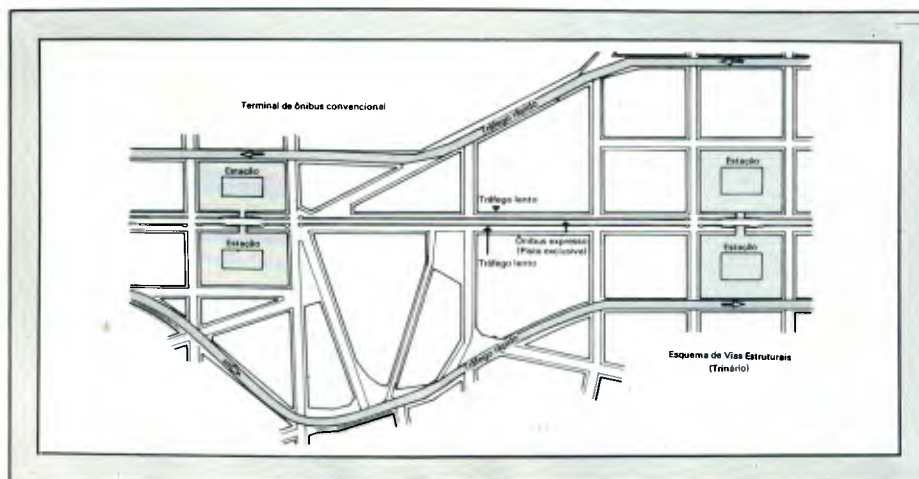 Terminal de ônibus convencional
Tráfego rápido
Estação
Estação
Tráfego lento
Estação
Estação
Ônibus expresso
(Pista exclusiva)
Tráfego lento
Tráfego rápido
Esquema de Vias Estruturais
(Trinário)